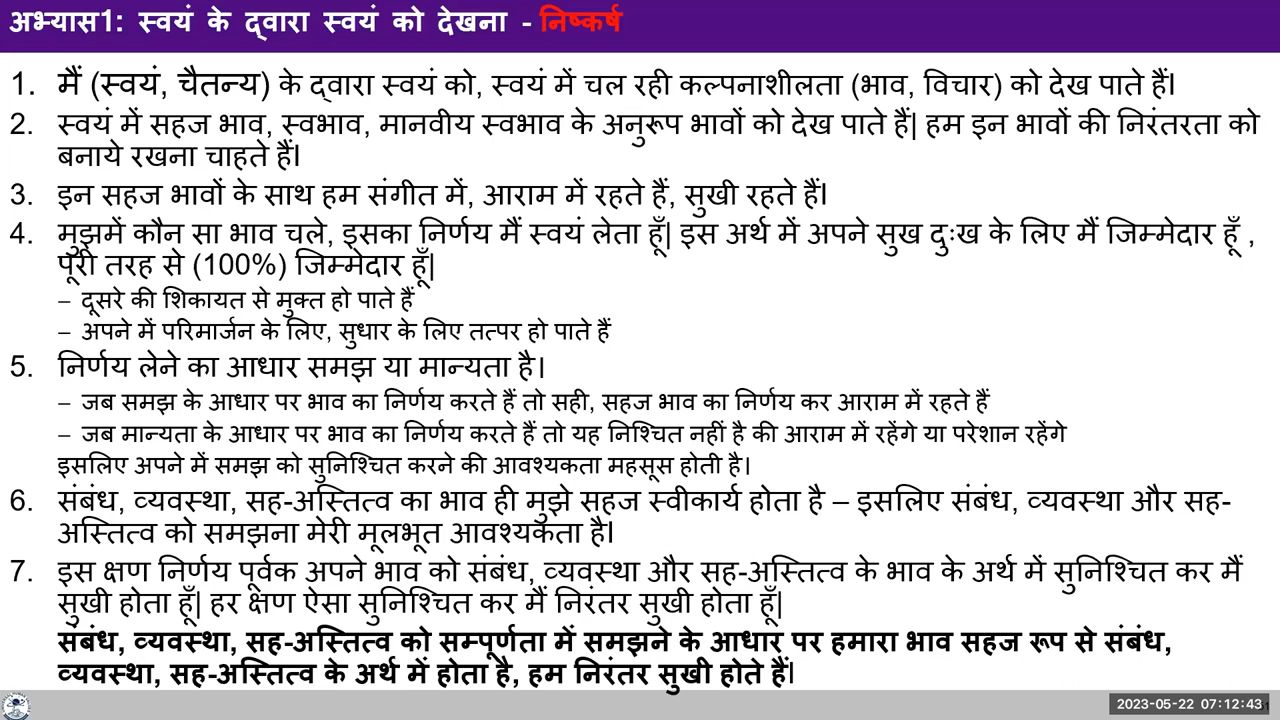 अभ्यास1: स्वयं के द्वारा स्वयं को देखना - निष्कर्ष
1. मैं (स्वयं, चैतन्य) के द्वारा स्वयं को, स्वयं में चल रही कल्पनाशीलता (भाव, विचार) को देख पाते हैं।
2. स्वयं में सहज भाव, स्वभाव, मानवीय स्वभाव के अनुरूप भावों को देख पाते हैं| हम इन भावों की निरंतरता को
बनाये रखना चाहते हैं।
3. इन सहज भावों के साथ हम संगीत में, आराम में रहते हैं, सुखी रहते हैं।
4. मुझमें कौन सा भाव चले, इसका निर्णय मैं स्वयं लेता हूँ| इस अर्थ में अपने सुख दुःख के लिए मैं जिम्मेदार हूँ ,
पूरी तरह से (100%) जिम्मेदार हूँ|
– दूसरे की शिकायत से मुक्त हो पाते हैं
– अपने में परिमार्जन के लिए, सुधार के लिए तत्पर हो पाते हैं
5. निर्णय लेने का आधार समझ या मान्यता है।
– जब समझ के आधार पर भाव का निर्णय करते हैं तो सही, सहज भाव का निर्णय कर आराम में रहते हैं
– जब मान्यता के आधार पर भाव का निर्णय करते हैं तो यह निश्चित नहीं है की आराम में रहेंगे या परेशान रहेंगे
इसलिए अपने में समझ को सुनिश्चित करने की आवश्यकता महसूस होती है।
6. संबंध, व्यवस्था, सह-अस्तित्व का भाव ही मुझे सहज स्वीकार्य होता है – इसलिए संबंध, व्यवस्था और सह-
अस्तित्व को समझना मेरी मूलभूत आवश्यकता है।
7. इस क्षण निर्णय पूर्वक अपने भाव को संबंध, व्यवस्था और सह-अस्तित्व के भाव के अर्थ में सुनिश्चित कर मैं
सुखी होता हूँ| हर क्षण ऐसा सुनिश्चित कर मैं निरंतर सुखी होता हूँ|
संबंध, व्यवस्था, सह-अस्तित्व को सम्पूर्णता में समझने के आधार पर हमारा भाव सहज रूप से संबंध,
व्यवस्था, सह-अस्तित्व के अर्थ में होता है, हम निरंतर सुखी होते हैं।
2023-05-22 07:12:43